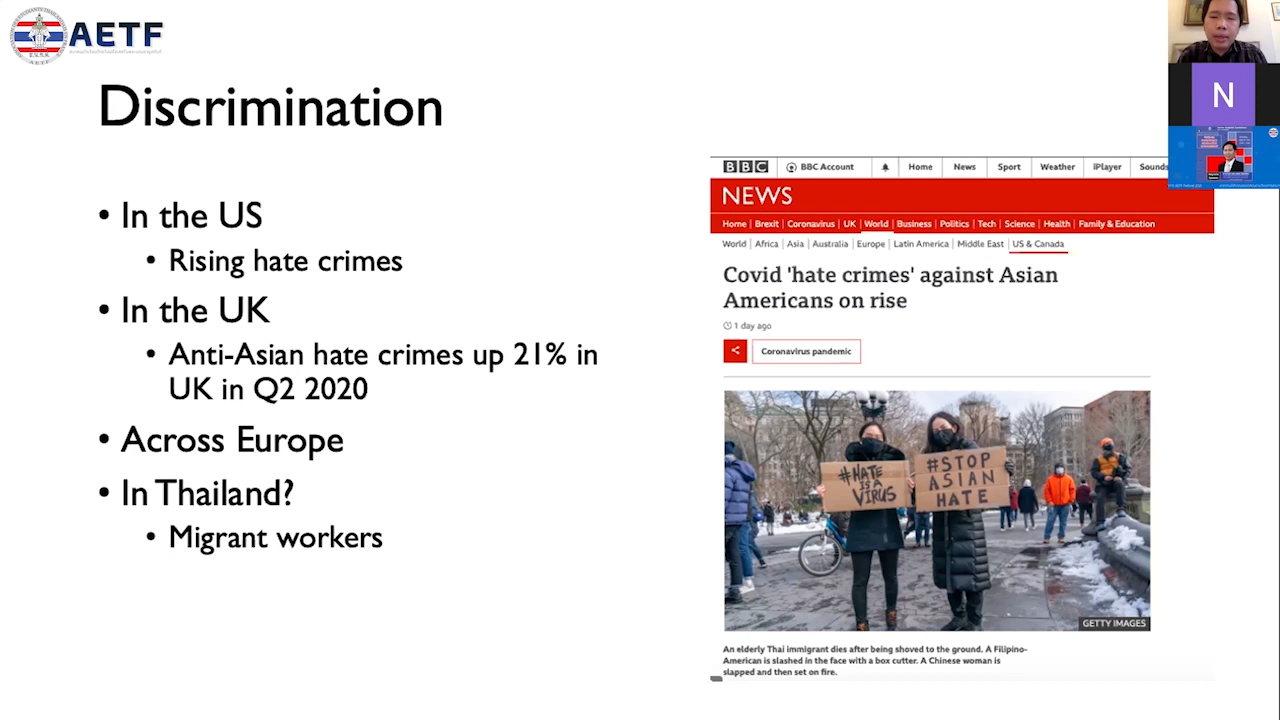 AETF
Discrimination
• In the US
• Rising hate crimes
• In the UK
• Anti-Asian hate crimes up 21% in
UK in Q2 2020
• Across Europe
• In Thailand?
• Migrant workers
N
BBC BBC Account Home News Sport Weather iPlayer Sounds
NEWS
Home | Brexit | Coronavirus | UK | World | Business | Politics | Tech | Science | Health | Family & Education
World | Africa | Asia | Australia | Europe | Latin America | Middle East | US & Canada
Covid 'hate crimes' against Asian
Americans on rise
1 day ago
Coronavirus pandemic
#HATE
IS A
VIRUS
#STOP
ASIAN
HATE
GETTY IMAGES
An elderly Thai immigrant dies after being shoved to the ground. A Filipino-
American is slashed in the face with a box cutter. A Chinese woman is
slapped and then set on fire.